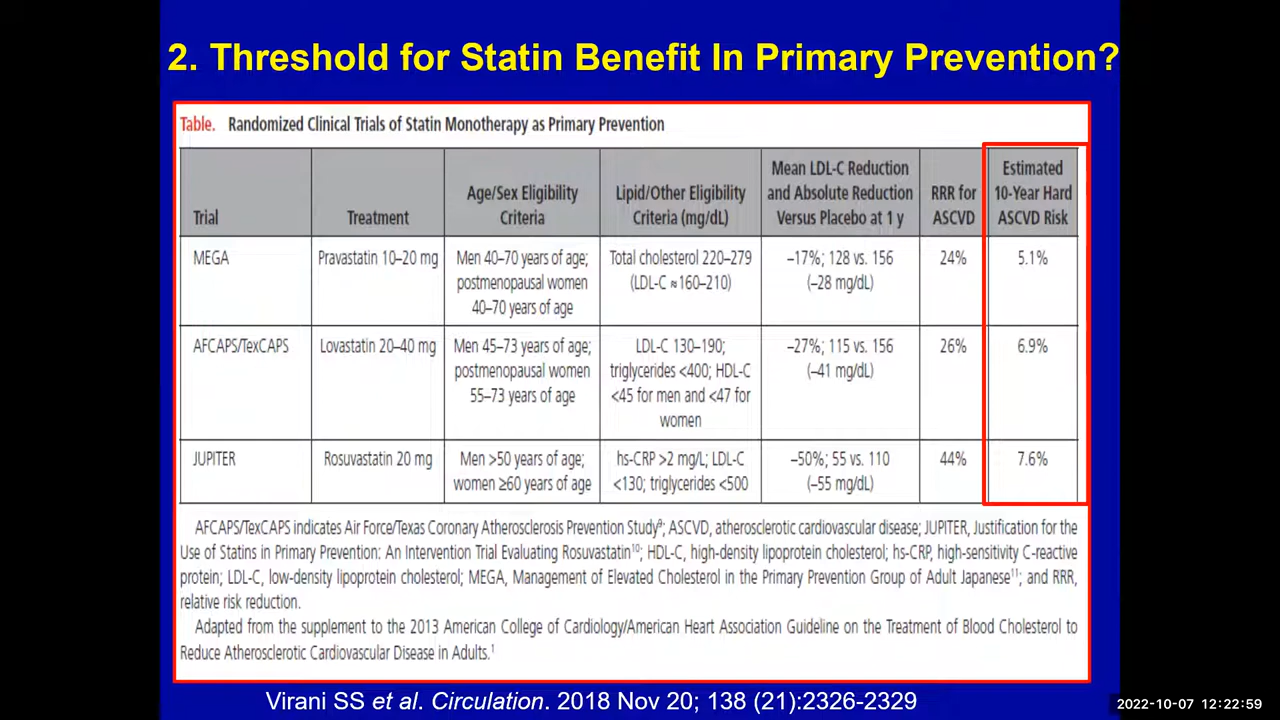 2. Threshold for Statin Benefit In Primary Prevention?
Table. Randomized Clinical Trials of Statin Monotherapy as Primary Prevention
Trial
Treatment
Age/Sex Eligibility
Criteria
Lipid/Other Eligibility
Criteria (mg/dL)
Mean LDL-C Reduction
and Absolute Reduction
Versus Placebo at 1 y
RRR for
ASCVD
Estimated
10-Year Hard
ASCVD Risk
MEGA
Pravastatin 10–20 mg
Men 40–70 years of age;
postmenopausal women
40–70 years of age
Total cholesterol 220–279
(LDL-C ≈160–210)
–17%; 128 vs. 156
(–28 mg/dL)
24%
5.1%
AFCAPS/TexCAPS
Lovastatin 20–40 mg
Men 45–73 years of age;
postmenopausal women
55–73 years of age
LDL-C 130–190;
triglycerides <400; HDL-C
<45 for men and <47 for
women
–27%; 115 vs. 156
(–41 mg/dL)
26%
6.9%
JUPITER
Rosuvastatin 20 mg
Men >50 years of age;
women ≥60 years of age
hs-CRP >2 mg/L; LDL-C
<130; triglycerides <500
–50%; 55 vs. 110
(–55 mg/dL)
44%
7.6%
AFCAPS/TexCAPS indicates Air Force/Texas Coronary Atherosclerosis Prevention Study⁹; ASCVD, atherosclerotic cardiovascular disease; JUPITER, Justification for the
Use of Statins in Primary Prevention: An Intervention Trial Evaluating Rosuvastatin¹⁰; HDL-C, high-density lipoprotein cholesterol; hs-CRP, high-sensitivity C-reactive
protein; LDL-C, low-density lipoprotein cholesterol; MEGA, Management of Elevated Cholesterol in the Primary Prevention Group of Adult Japanese¹¹; and RRR,
relative risk reduction.
Adapted from the supplement to the 2013 American College of Cardiology/American Heart Association Guideline on the Treatment of Blood Cholesterol to
Reduce Atherosclerotic Cardiovascular Disease in Adults.¹
Virani SS et al. Circulation. 2018 Nov 20; 138 (21):2326-2329
2022-10-07 12:22:59